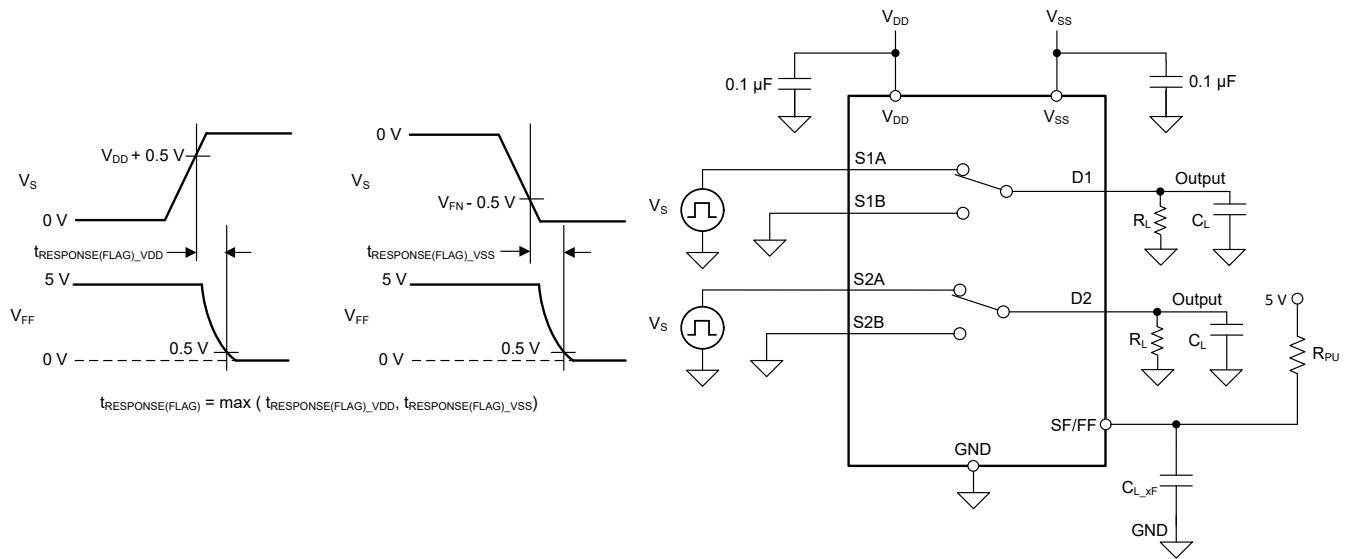 V_DD + 0.5 V
V_S
0 V
t_RESPONSE(FLAG)_VDD
5 V
V_FF
0.5 V
0 V
0 V
V_S
V_FN - 0.5 V
t_RESPONSE(FLAG)_VSS
5 V
V_FF
0.5 V
0 V
t_RESPONSE(FLAG) = max ( t_RESPONSE(FLAG)_VDD, t_RESPONSE(FLAG)_VSS)
V_DD
V_SS
0.1 µF
0.1 µF
V_DD
V_SS
S1A
D1
Output
V_S
S1B
R_L
C_L
S2A
D2
Output
5 V
V_S
S2B
R_L
C_L
R_PU
SF/FF
GND
C_L_xF
GND